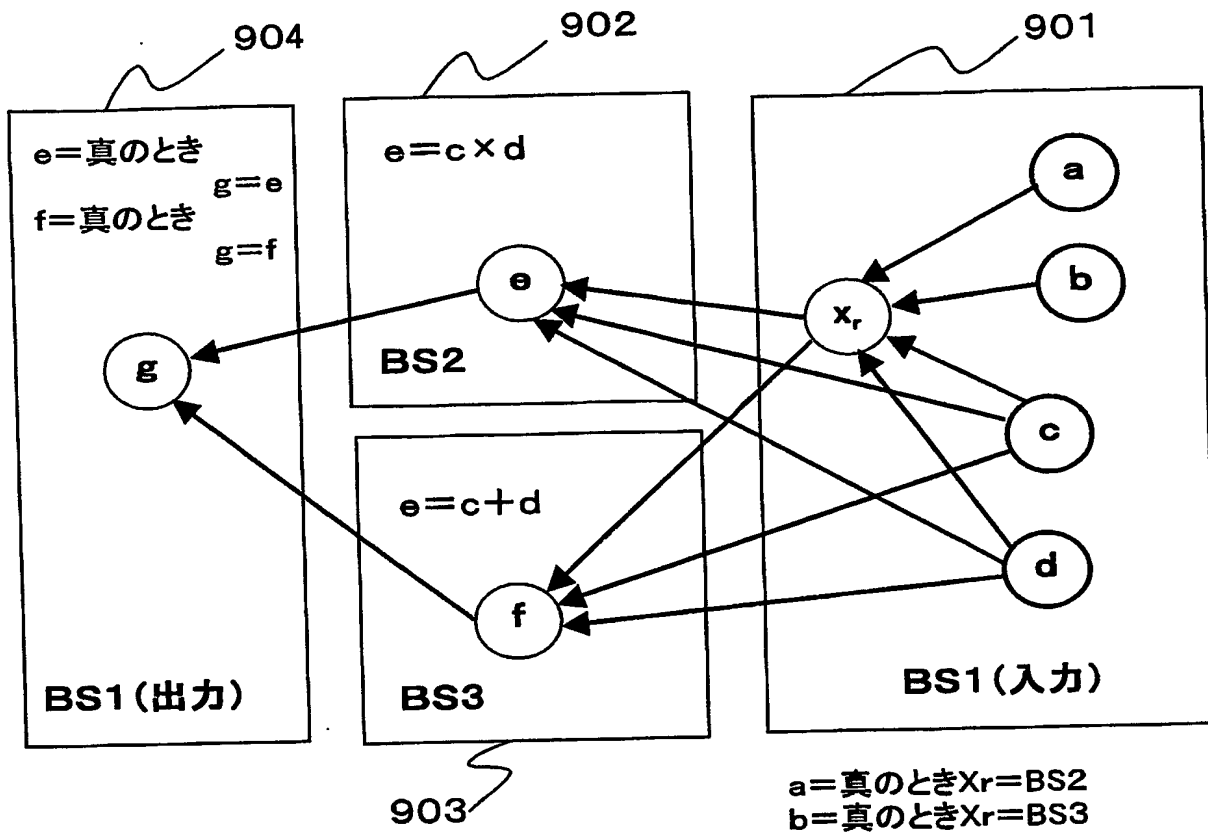 904
902
901
e=真のとき
g=e
f=真のとき
g=f
g
BS1(出力)
e=c×d
e
BS2
e=c+d
f
BS3
903
a
b
xr
c
d
BS1(入力)
a=真のときXr=BS2
b=真のときXr=BS3